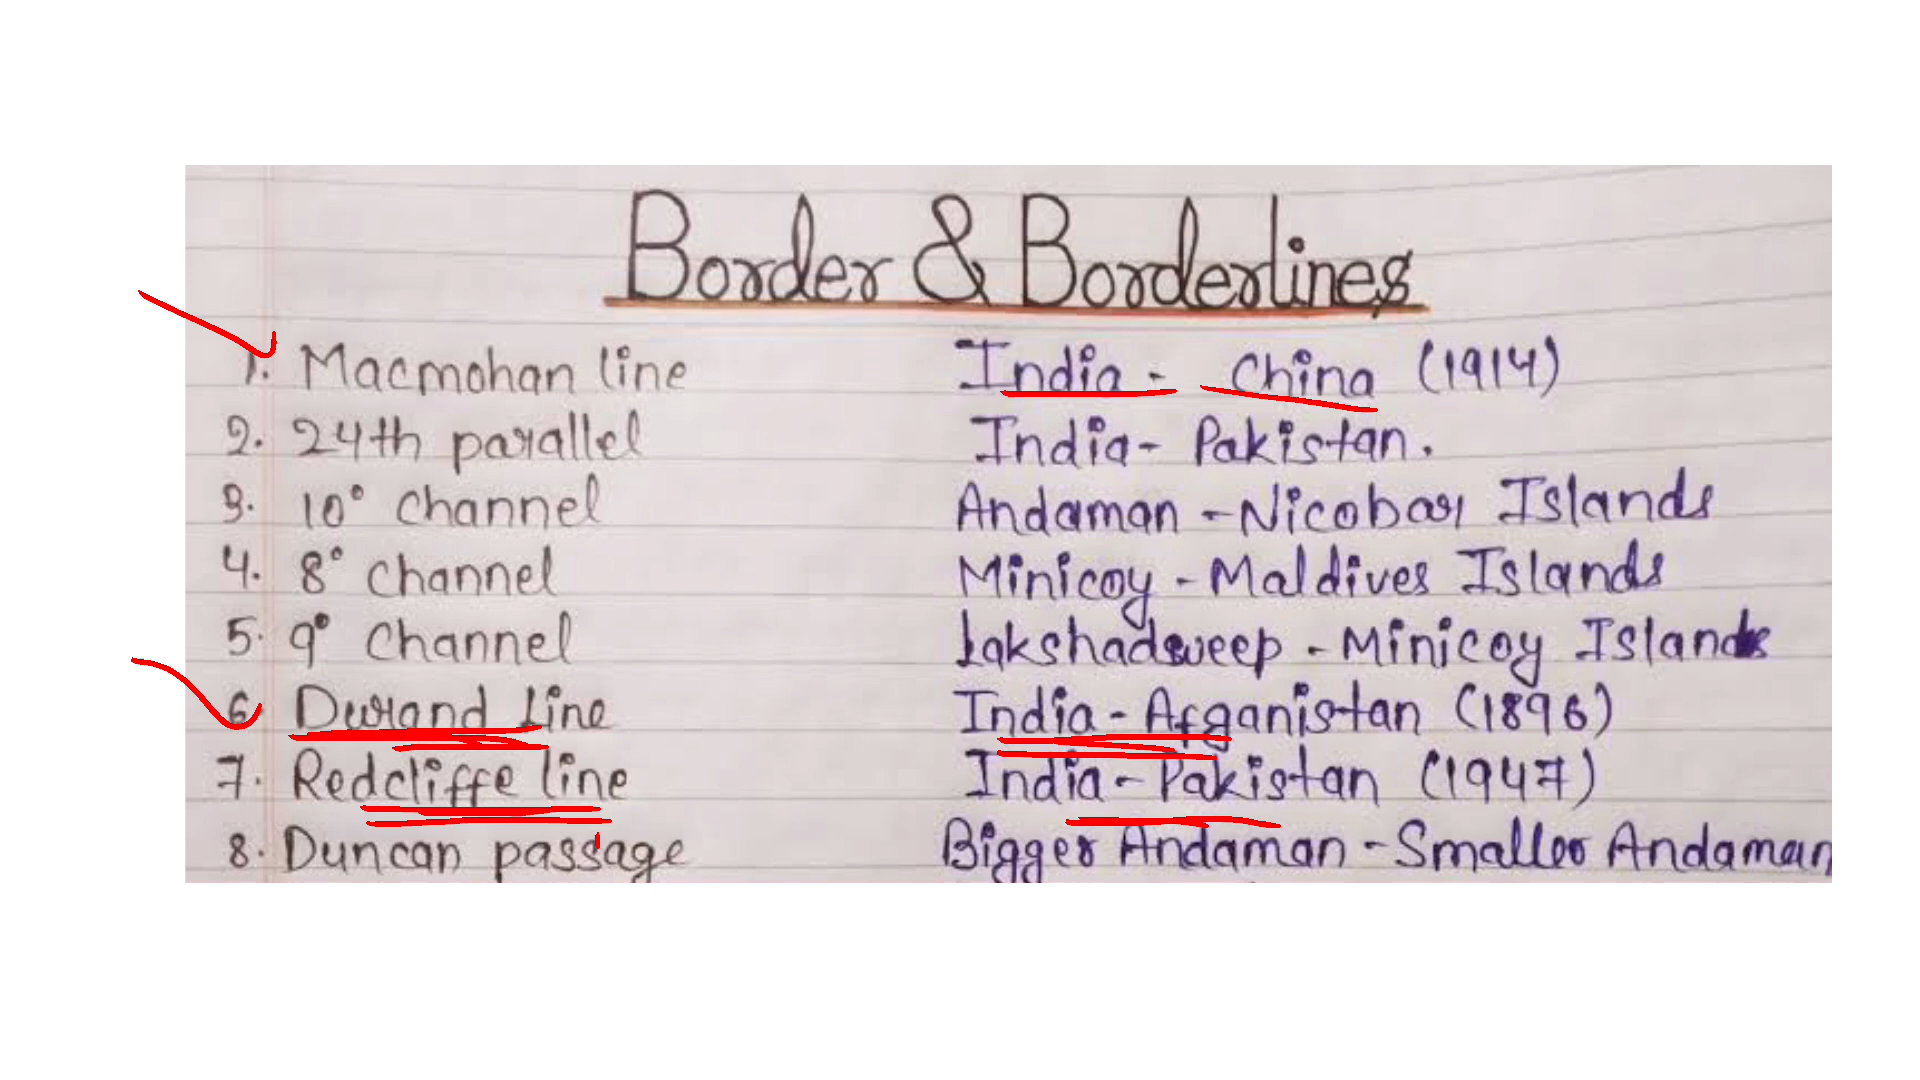 Border & Borderlines
1. Macmohan line India - China (1914)
2. 24th parallel India - Pakistan.
3. 10° Channel Andaman - Nicobar Islands
4. 8° Channel Minicoy - Maldives Islands
5. 9° Channel Lakshadweep - Minicoy Islands
6. Durand Line India - Afganistan (1896)
7. Redcliffe line India - Pakistan (1947)
8. Duncan passage Bigger Andaman - Smaller Andaman